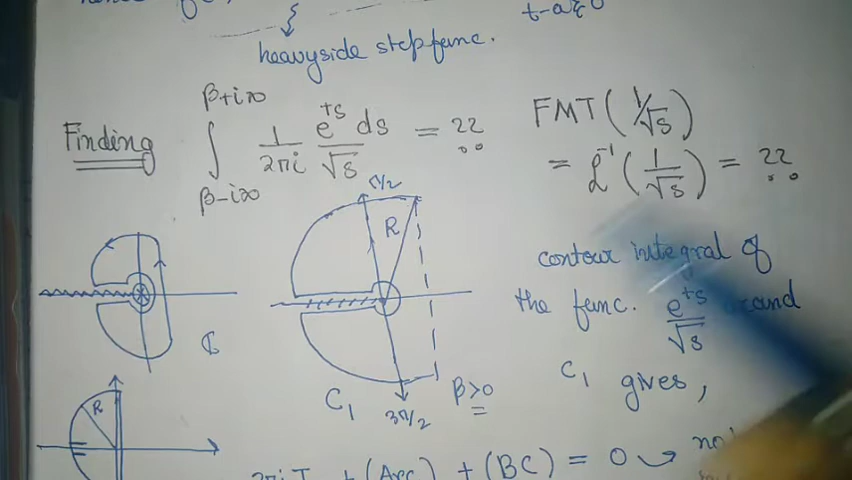 t-a≤0
heavyside step func.
Finding ∫_{β-i∞}^{β+i∞} 1/2πi e^{ts}/√s ds = ??
FMT (1/√s)
= L⁻¹ (1/√s) = ??
π/2
R
contour integral of
the func. e^{ts}/√s around
C₁ gives,
C
C₁
β>0
3π/2
R
2πi I + (Arc) + (BC) = 0